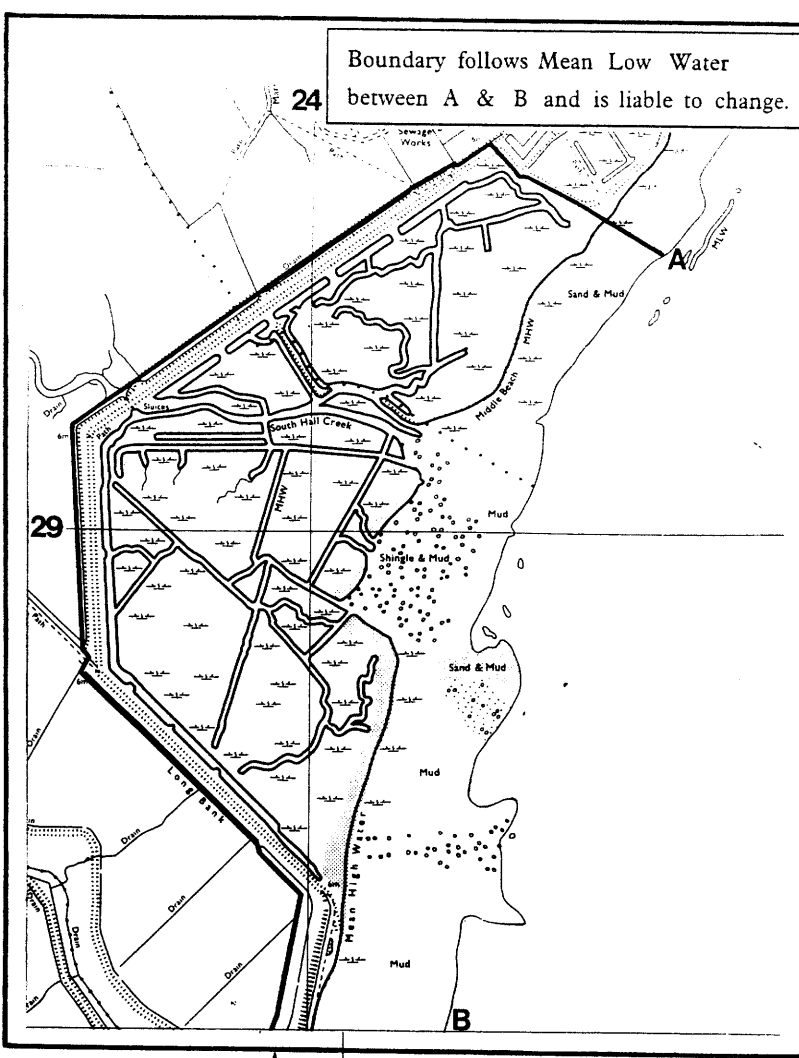 Boundary follows Mean Low Water
between A & B and is liable to change.
24
Sewage
Works
Drain
A
MLW
Sand & Mud
MHW
Middle Beach
Drain
Sluices
6m
Path
South Hall Creek
MHW
Mud
29
Shingle & Mud
Path
Sand & Mud
6m
Drain
Mud
Long Bank
Drain
Mean High Water
6m
Drain
Drain
Drain
Drain
Mud
B